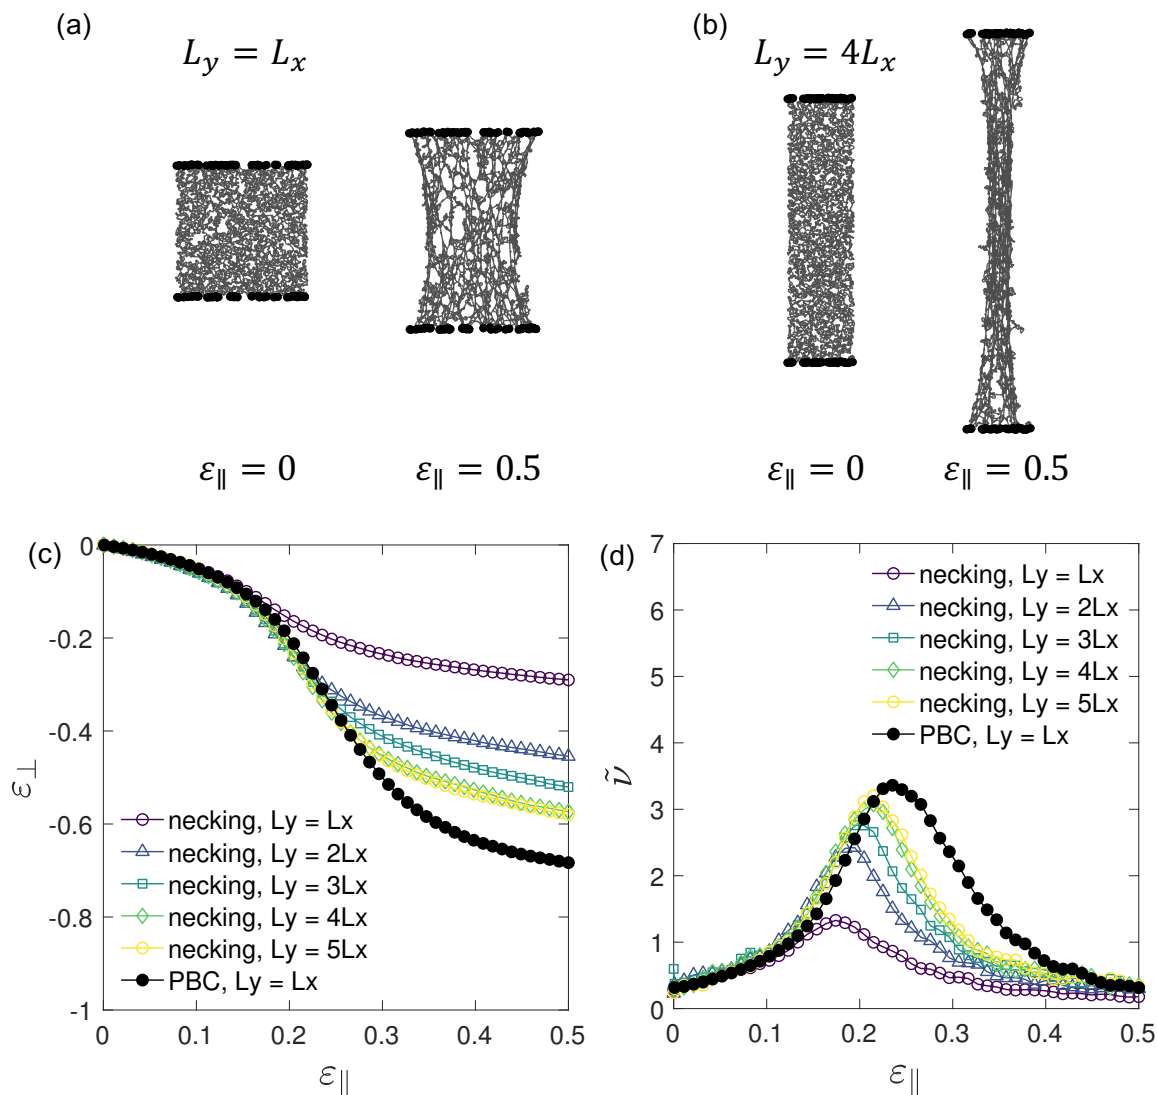 (a)
L_y = L_x
(b)
L_y = 4L_x
ε_∥ = 0
ε_∥ = 0.5
ε_∥ = 0
ε_∥ = 0.5
(c)
0
-0.2
-0.4
-0.6
-0.8
-1
ε_⊥
necking, Ly = Lx
necking, Ly = 2Lx
necking, Ly = 3Lx
necking, Ly = 4Lx
necking, Ly = 5Lx
PBC, Ly = Lx
0 0.1 0.2 0.3 0.4 0.5
ε_∥
(d)
7
6
5
4
3
2
1
0
ν̃
necking, Ly = Lx
necking, Ly = 2Lx
necking, Ly = 3Lx
necking, Ly = 4Lx
necking, Ly = 5Lx
PBC, Ly = Lx
0 0.1 0.2 0.3 0.4 0.5
ε_∥